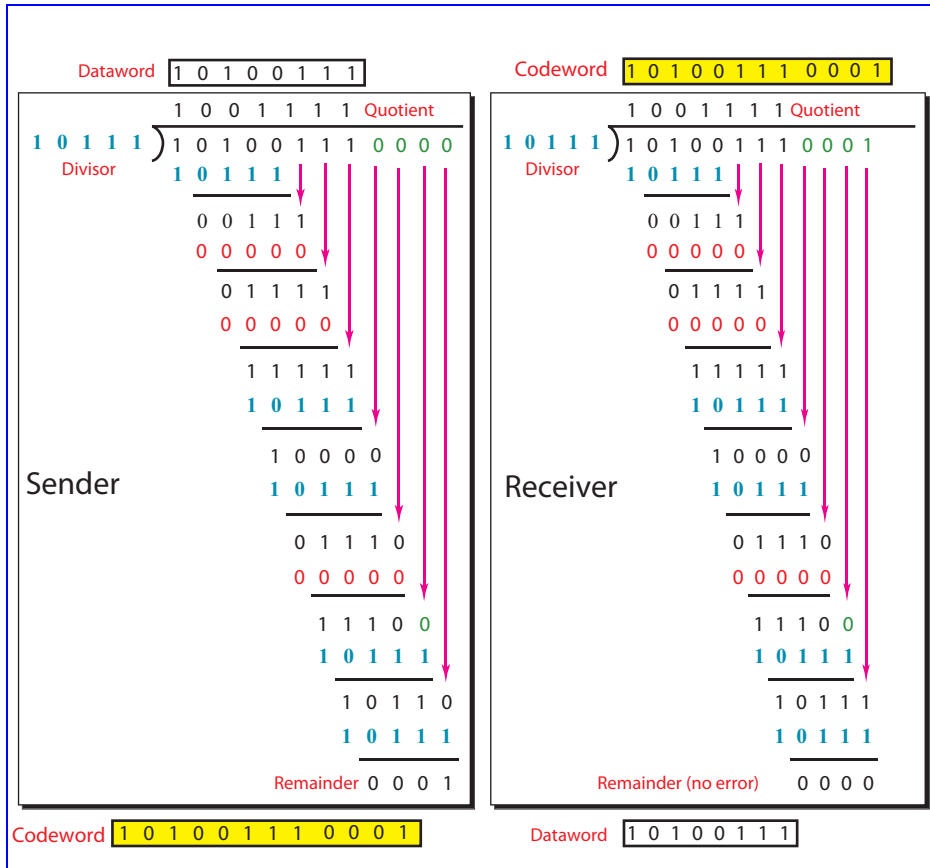 Dataword 1 0 1 0 0 1 1 1
1 0 0 1 1 1 1 Quotient
1 0 1 1 1 1 0 1 0 0 1 1 1 0 0 0 0
Divisor 1 0 1 1 1
0 0 1 1 1
0 0 0 0 0
0 1 1 1 1
0 0 0 0 0
1 1 1 1 1
1 0 1 1 1
1 0 0 0 0
Sender 1 0 1 1 1
0 1 1 1 0
0 0 0 0 0
1 1 1 0 0
1 0 1 1 1
1 0 1 1 0
1 0 1 1 1
Remainder 0 0 0 1
Codeword 1 0 1 0 0 1 1 1 0 0 0 1
Codeword 1 0 1 0 0 1 1 1 0 0 0 1
1 0 0 1 1 1 1 Quotient
1 0 1 1 1 1 0 1 0 0 1 1 1 0 0 0 1
Divisor 1 0 1 1 1
0 0 1 1 1
0 0 0 0 0
0 1 1 1 1
0 0 0 0 0
1 1 1 1 1
1 0 1 1 1
1 0 0 0 0
Receiver 1 0 1 1 1
0 1 1 1 0
0 0 0 0 0
1 1 1 0 0
1 0 1 1 1
1 0 1 1 1
1 0 1 1 1
Remainder (no error) 0 0 0 0
Dataword 1 0 1 0 0 1 1 1